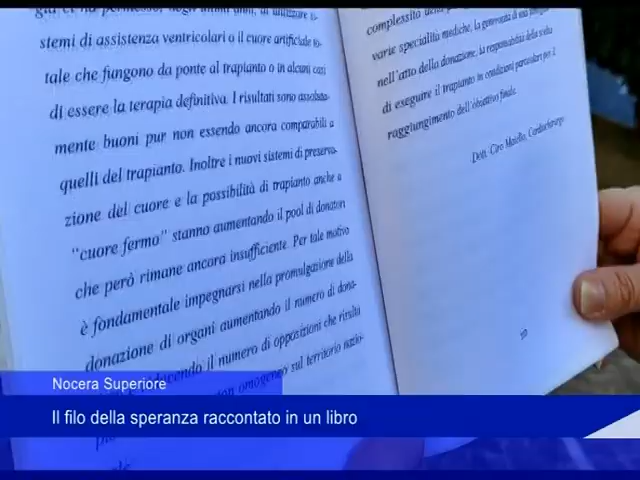 stemi di assistenza ventricolari o il cuore artificiale to-
tale che fungono da ponte al trapianto o in alcuni casi
di essere la terapia definitiva. I risultati sono assoluta-
mente buoni pur non essendo ancora comparabili a
quelli del trapianto. Inoltre i nuovi sistemi di preserva-
zione del cuore e la possibilità di trapianto anche a
"cuore fermo" stanno aumentando il pool di donatori
che però rimane ancora insufficiente. Per tale motivo
è fondamentale impegnarsi nella promulgazione della
donazione di organi aumentando il numero di dona-
il numero di opposizioni che risulta
omogeneo sul territorio nazio-
varie specialità mediche, la generosità di una famiglia
nell'atto della donazione, la responsabilità della scelta
di eseguire il trapianto in condizioni particolari per il
raggiungimento dell'obiettivo finale.
Dott. Ciro Maiello, Cardiochirurgo
Nocera Superiore
Il filo della speranza raccontato in un libro